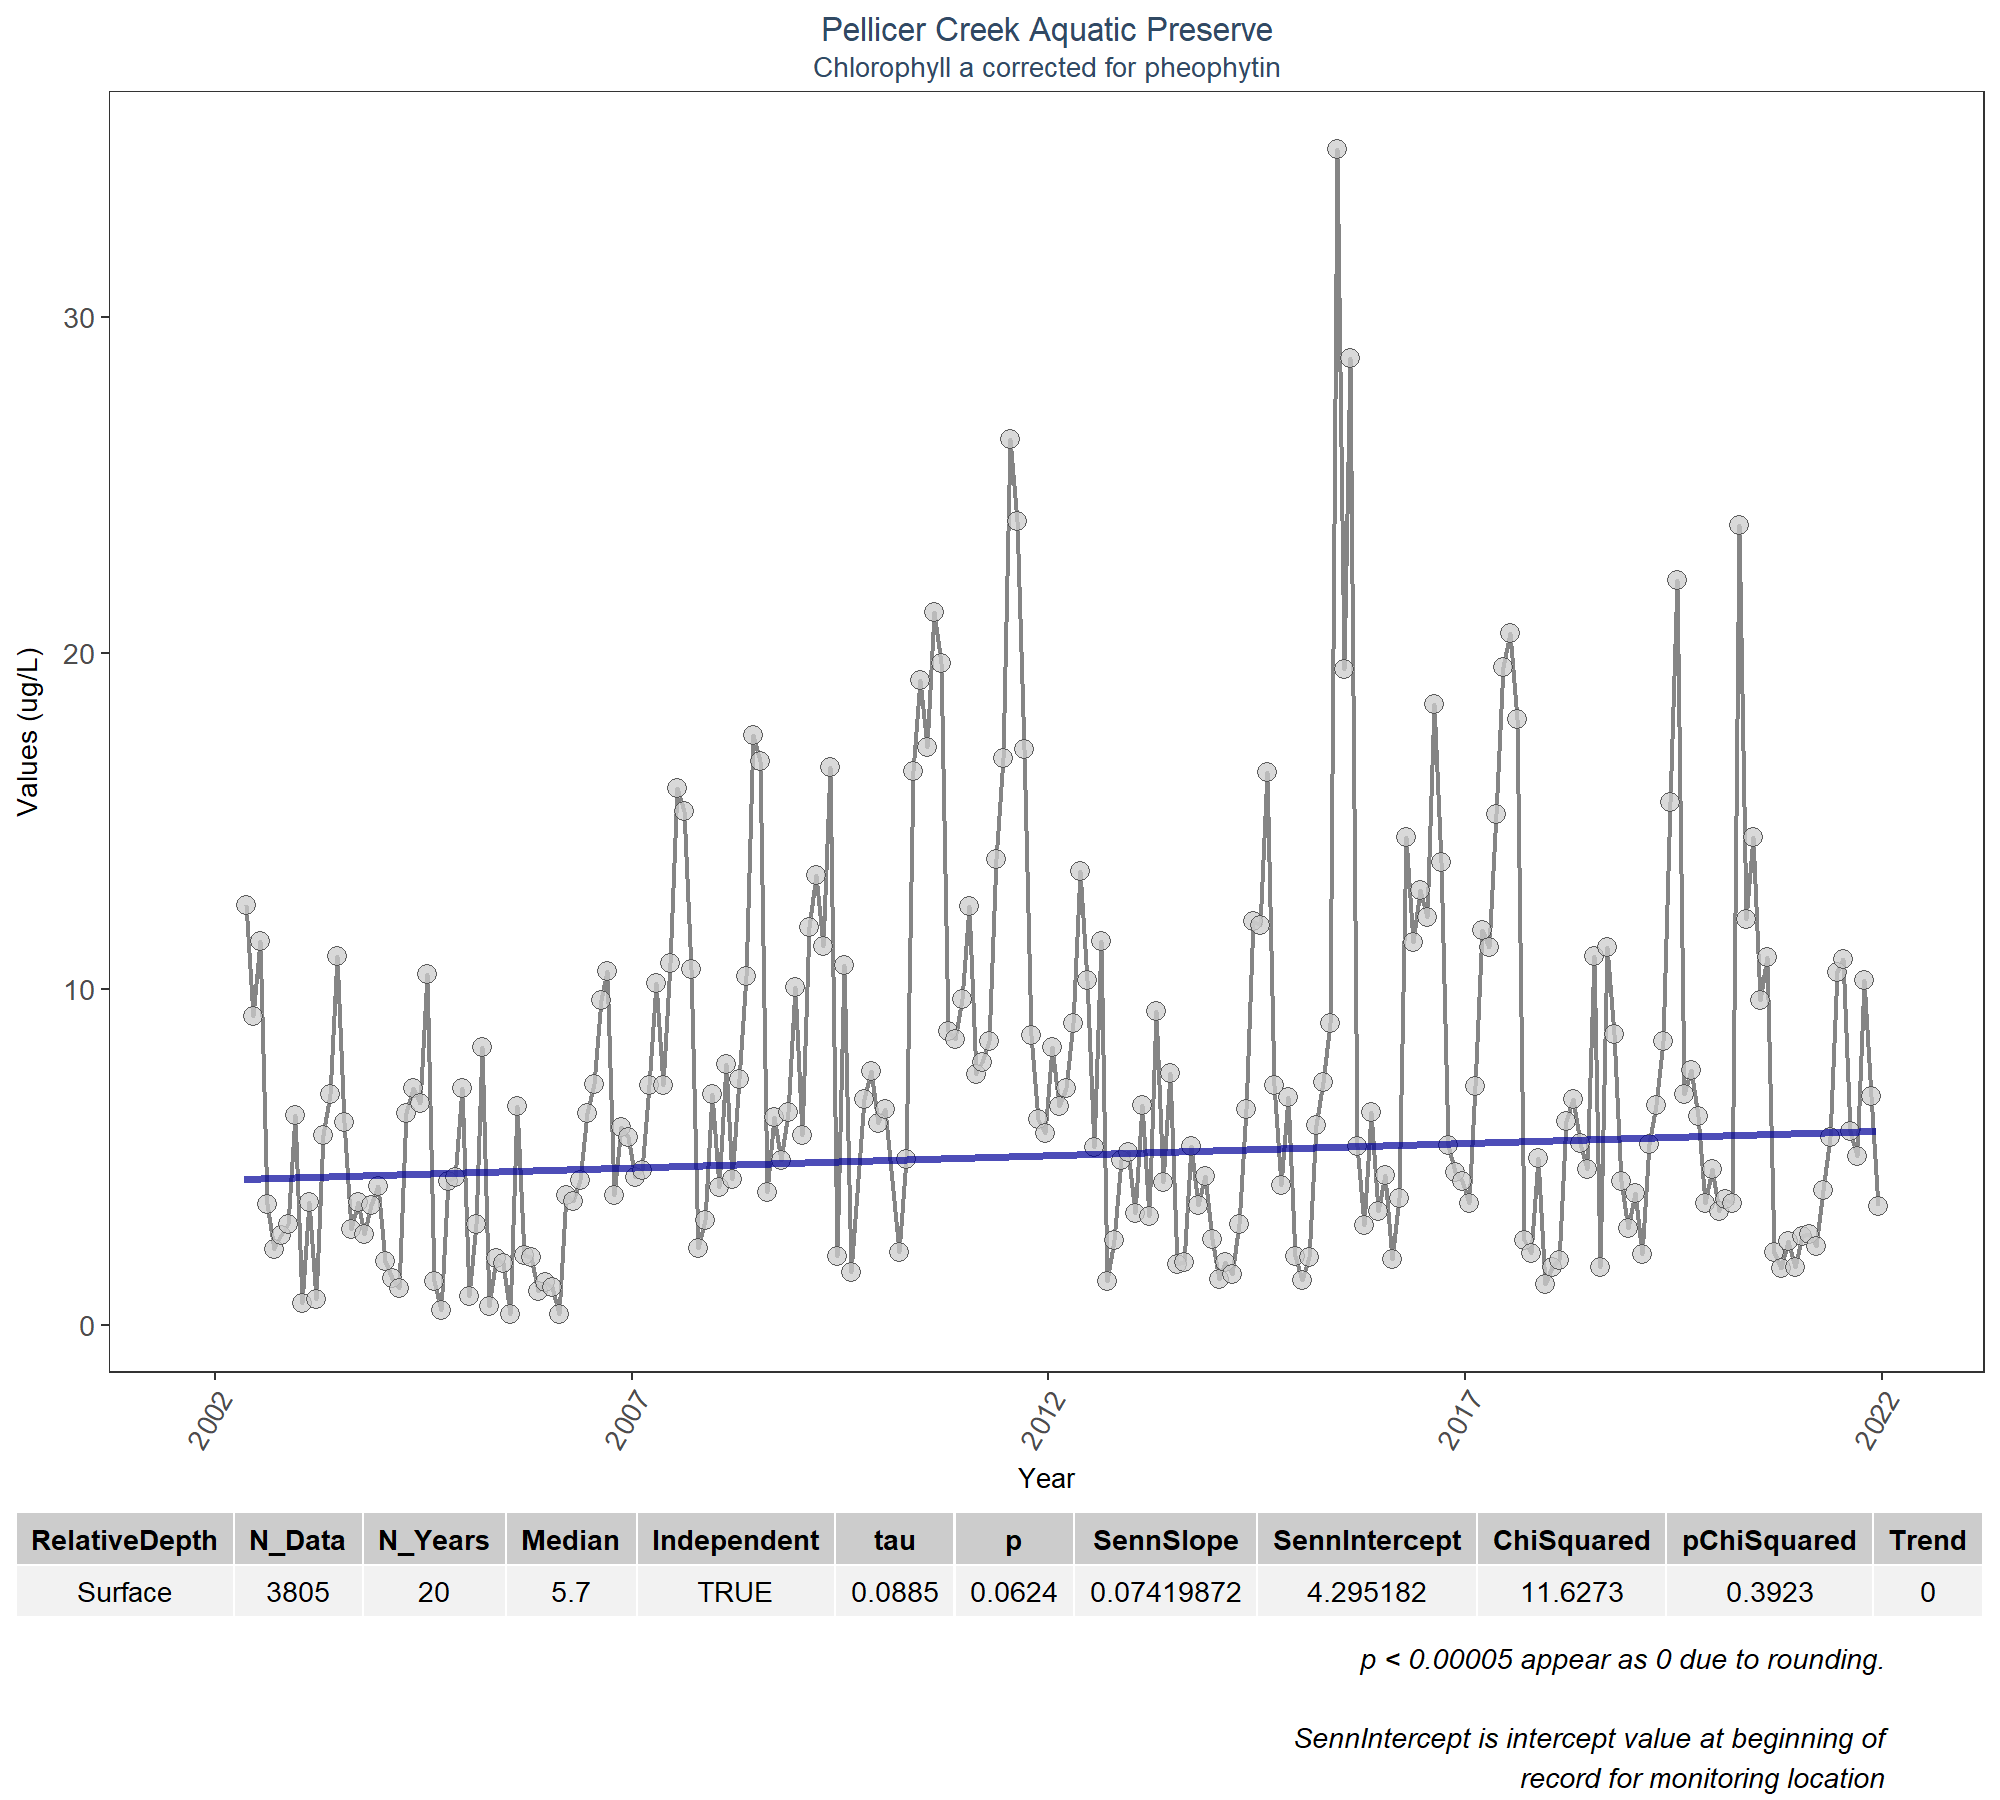 Pellicer Creek Aquatic Preserve
Chlorophyll a corrected for pheophytin
Values (ug/L)
30
20
10
0
2002 2007 2012 2017 2022
Year
RelativeDepth N_Data N_Years Median Independent tau p SennSlope SennIntercept ChiSquared pChiSquared Trend
Surface 3805 20 5.7 TRUE 0.0885 0.0624 0.07419872 4.295182 11.6273 0.3923 0
p < 0.00005 appear as 0 due to rounding.
SennIntercept is intercept value at beginning of
record for monitoring location